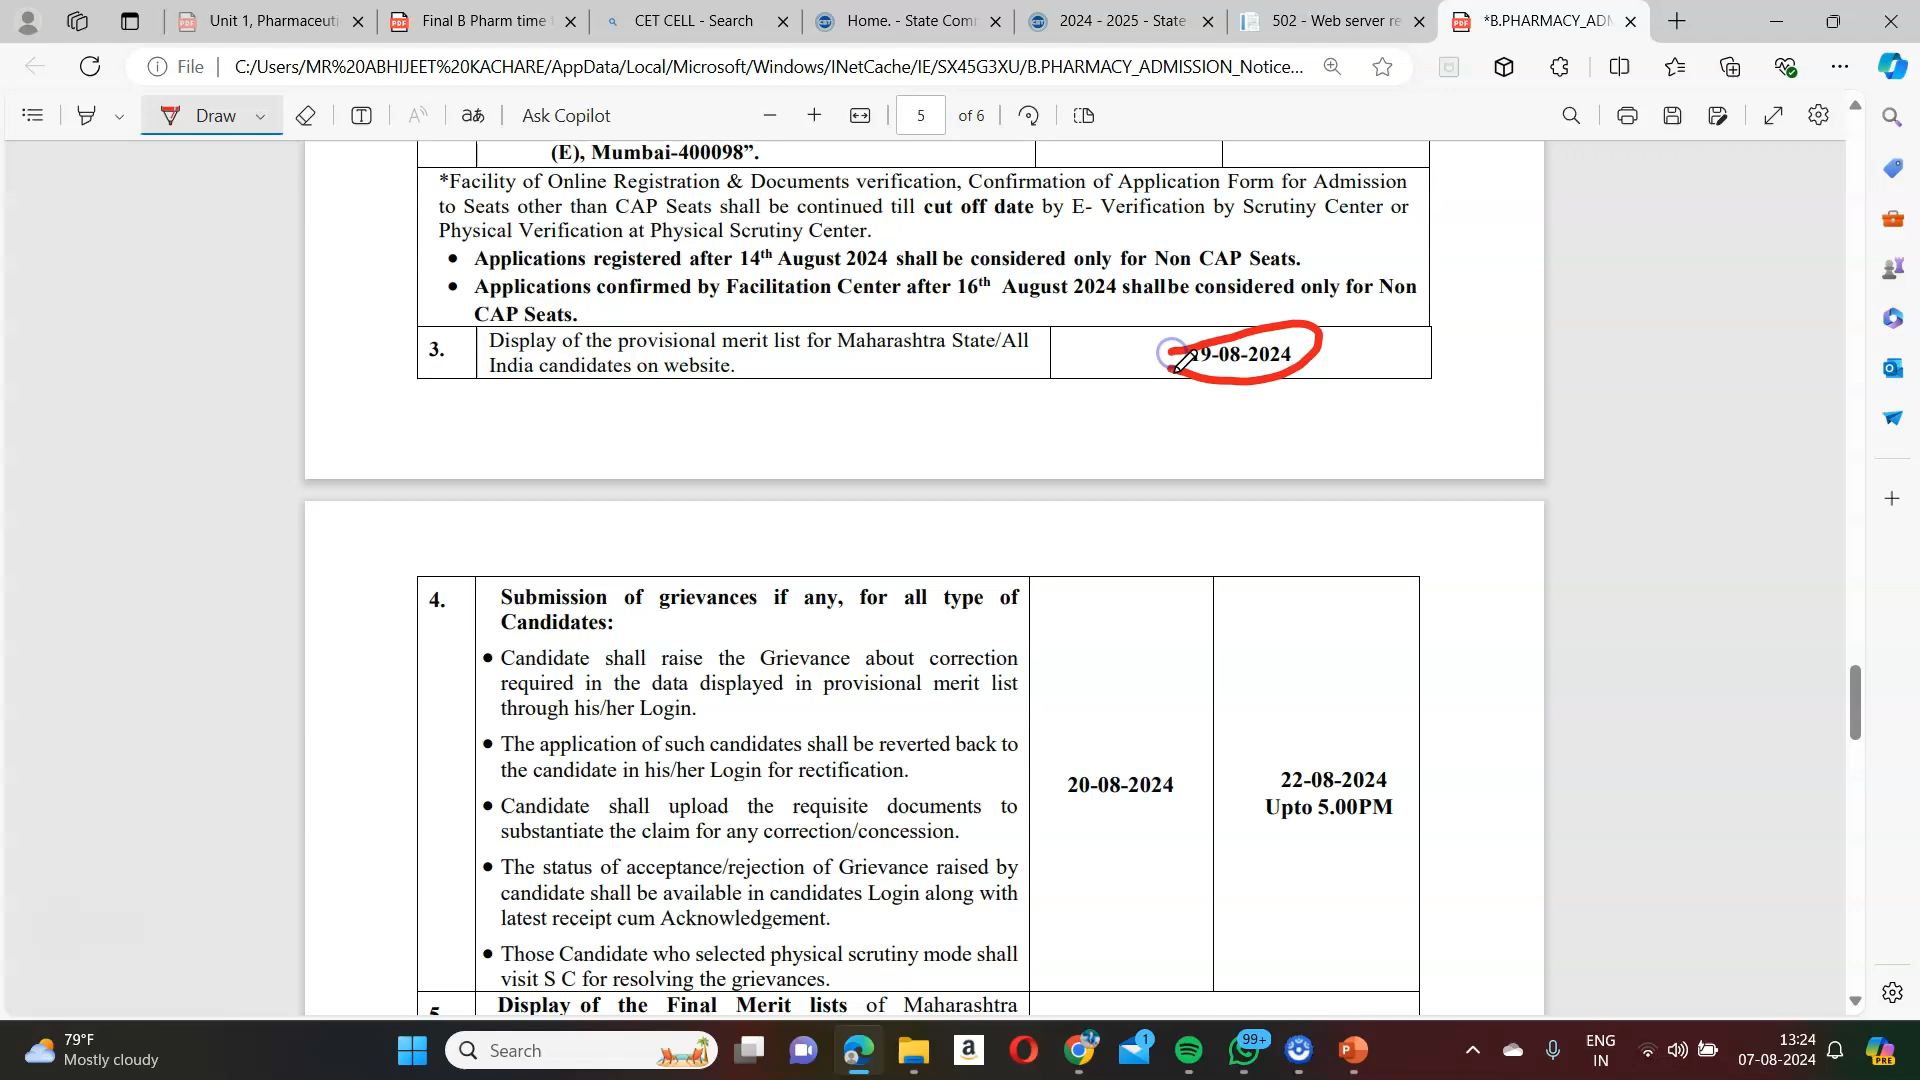 Unit 1, Pharmaceuti
Final B Pharm time
CET CELL - Search
Home. - State Com
2024 - 2025 - State
502 - Web server re
*B.PHARMACY_ADM
File
C:/Users/MR%20ABHIJEET%20KACHARE/AppData/Local/Microsoft/Windows/INetCache/IE/SX45G3XU/B.PHARMACY_ADMISSION_Notice...
Draw
Ask Copilot
5 of 6
(E), Mumbai-400098”.
*Facility of Online Registration & Documents verification, Confirmation of Application Form for Admission
to Seats other than CAP Seats shall be continued till cut off date by E- Verification by Scrutiny Center or
Physical Verification at Physical Scrutiny Center.
• Applications registered after 14th August 2024 shall be considered only for Non CAP Seats.
• Applications confirmed by Facilitation Center after 16th August 2024 shall be considered only for Non
CAP Seats.
3.
Display of the provisional merit list for Maharashtra State/All
India candidates on website.
19-08-2024
4.
Submission of grievances if any, for all type of
Candidates:
• Candidate shall raise the Grievance about correction
required in the data displayed in provisional merit list
through his/her Login.
• The application of such candidates shall be reverted back to
the candidate in his/her Login for rectification.
• Candidate shall upload the requisite documents to
substantiate the claim for any correction/concession.
• The status of acceptance/rejection of Grievance raised by
candidate shall be available in candidates Login along with
latest receipt cum Acknowledgement.
• Those Candidate who selected physical scrutiny mode shall
visit S C for resolving the grievances.
20-08-2024
22-08-2024
Upto 5.00PM
5.
Display of the Final Merit lists of Maharashtra
79°F
Mostly cloudy
Search
1
99+
ENG
IN
13:24
07-08-2024
PRE